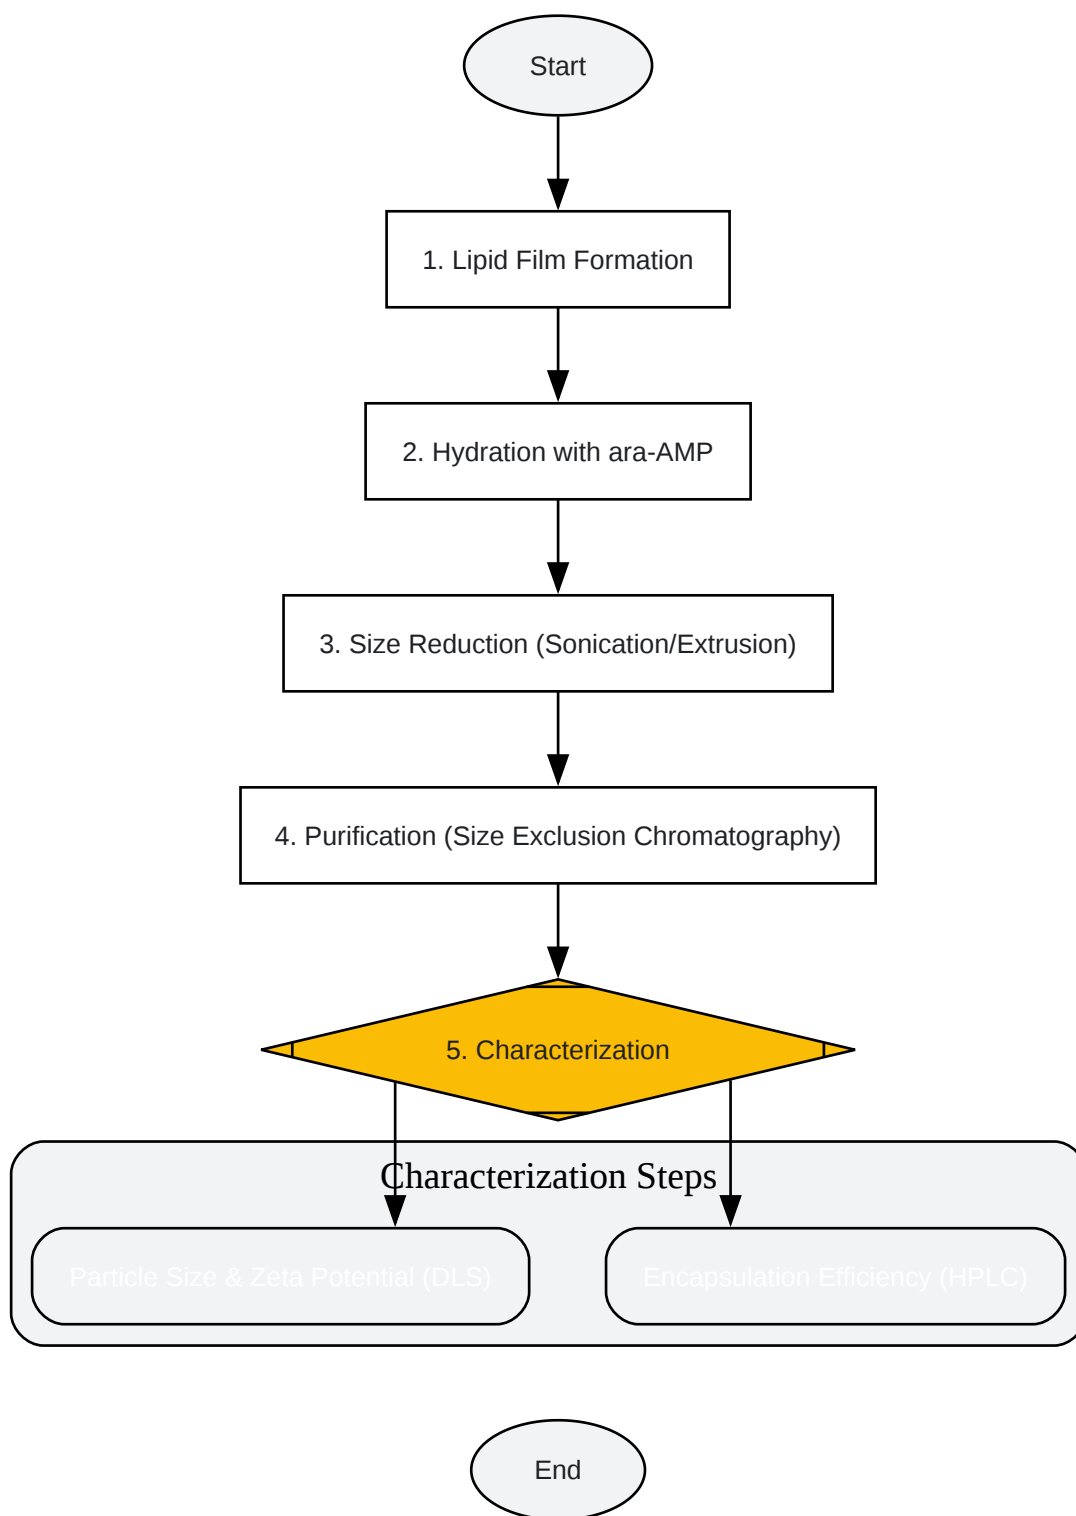 Start
1. Lipid Film Formation
2. Hydration with ara-AMP
3. Size Reduction (Sonication/Extrusion)
4. Purification (Size Exclusion Chromatography)
5. Characterization
Characterization Steps
Particle Size & Zeta Potential (DLS)
Encapsulation Efficiency (HPLC)
End